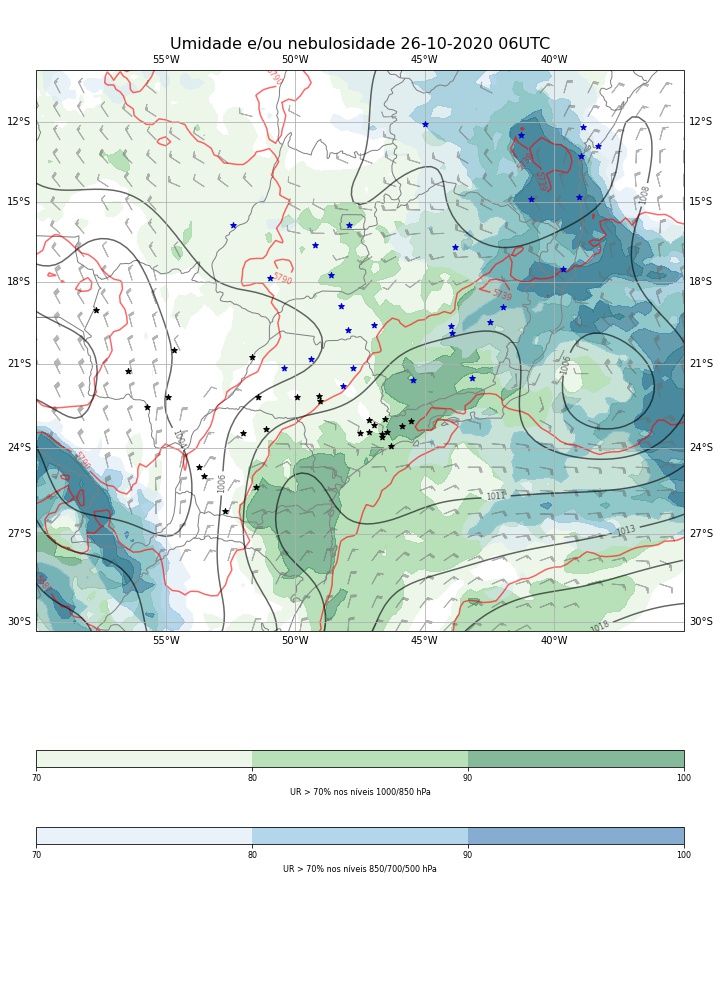 Umidade e/ou nebulosidade 26-10-2020 06UTC
55°W 50°W 45°W 40°W
5790
12°S 12°S
15°S 15°S
1008
18°S 18°S
5790
5739
21°S 21°S
1006
24°S 24°S
1004
1006
1011
27°S 27°S
1013
30°S 30°S
1018
55°W 50°W 45°W 40°W
70 80 90 100
UR > 70% nos níveis 1000/850 hPa
70 80 90 100
UR > 70% nos níveis 850/700/500 hPa